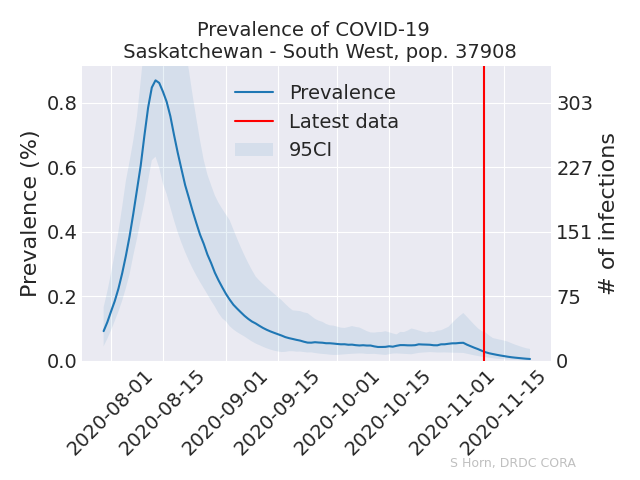 Prevalence of COVID-19
Saskatchewan - South West, pop. 37908
Prevalence
Latest data
95CI
Prevalence (%)
0.8
0.6
0.4
0.2
0.0
303
227
151
75
0
# of infections
2020-08-01
2020-08-15
2020-09-01
2020-09-15
2020-10-01
2020-10-15
2020-11-01
2020-11-15
S Horn, DRDC CORA